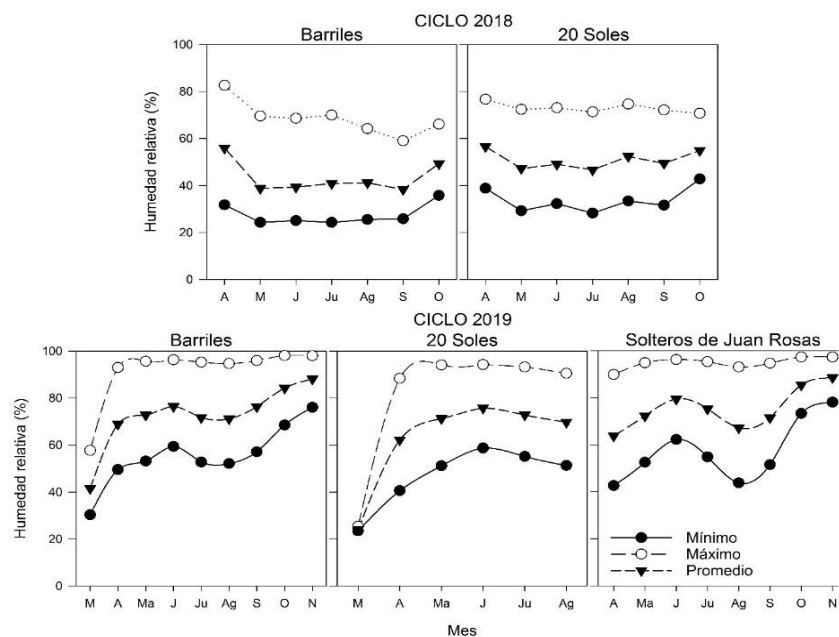 CICLO 2018
Barriles
20 Soles
Humedad relativa (%)
100
80
60
40
20
0
A M J Ju Ag S O
A M J Ju Ag S O
CICLO 2019
Barriles
20 Soles
Solteros de Juan Rosas
Humedad relativa (%)
100
80
60
40
20
0
Mínimo
Máximo
Promedio
M A Ma J Ju Ag S O N
M A Ma J Ju Ag
A Ma J Ju Ag S O N
Mes